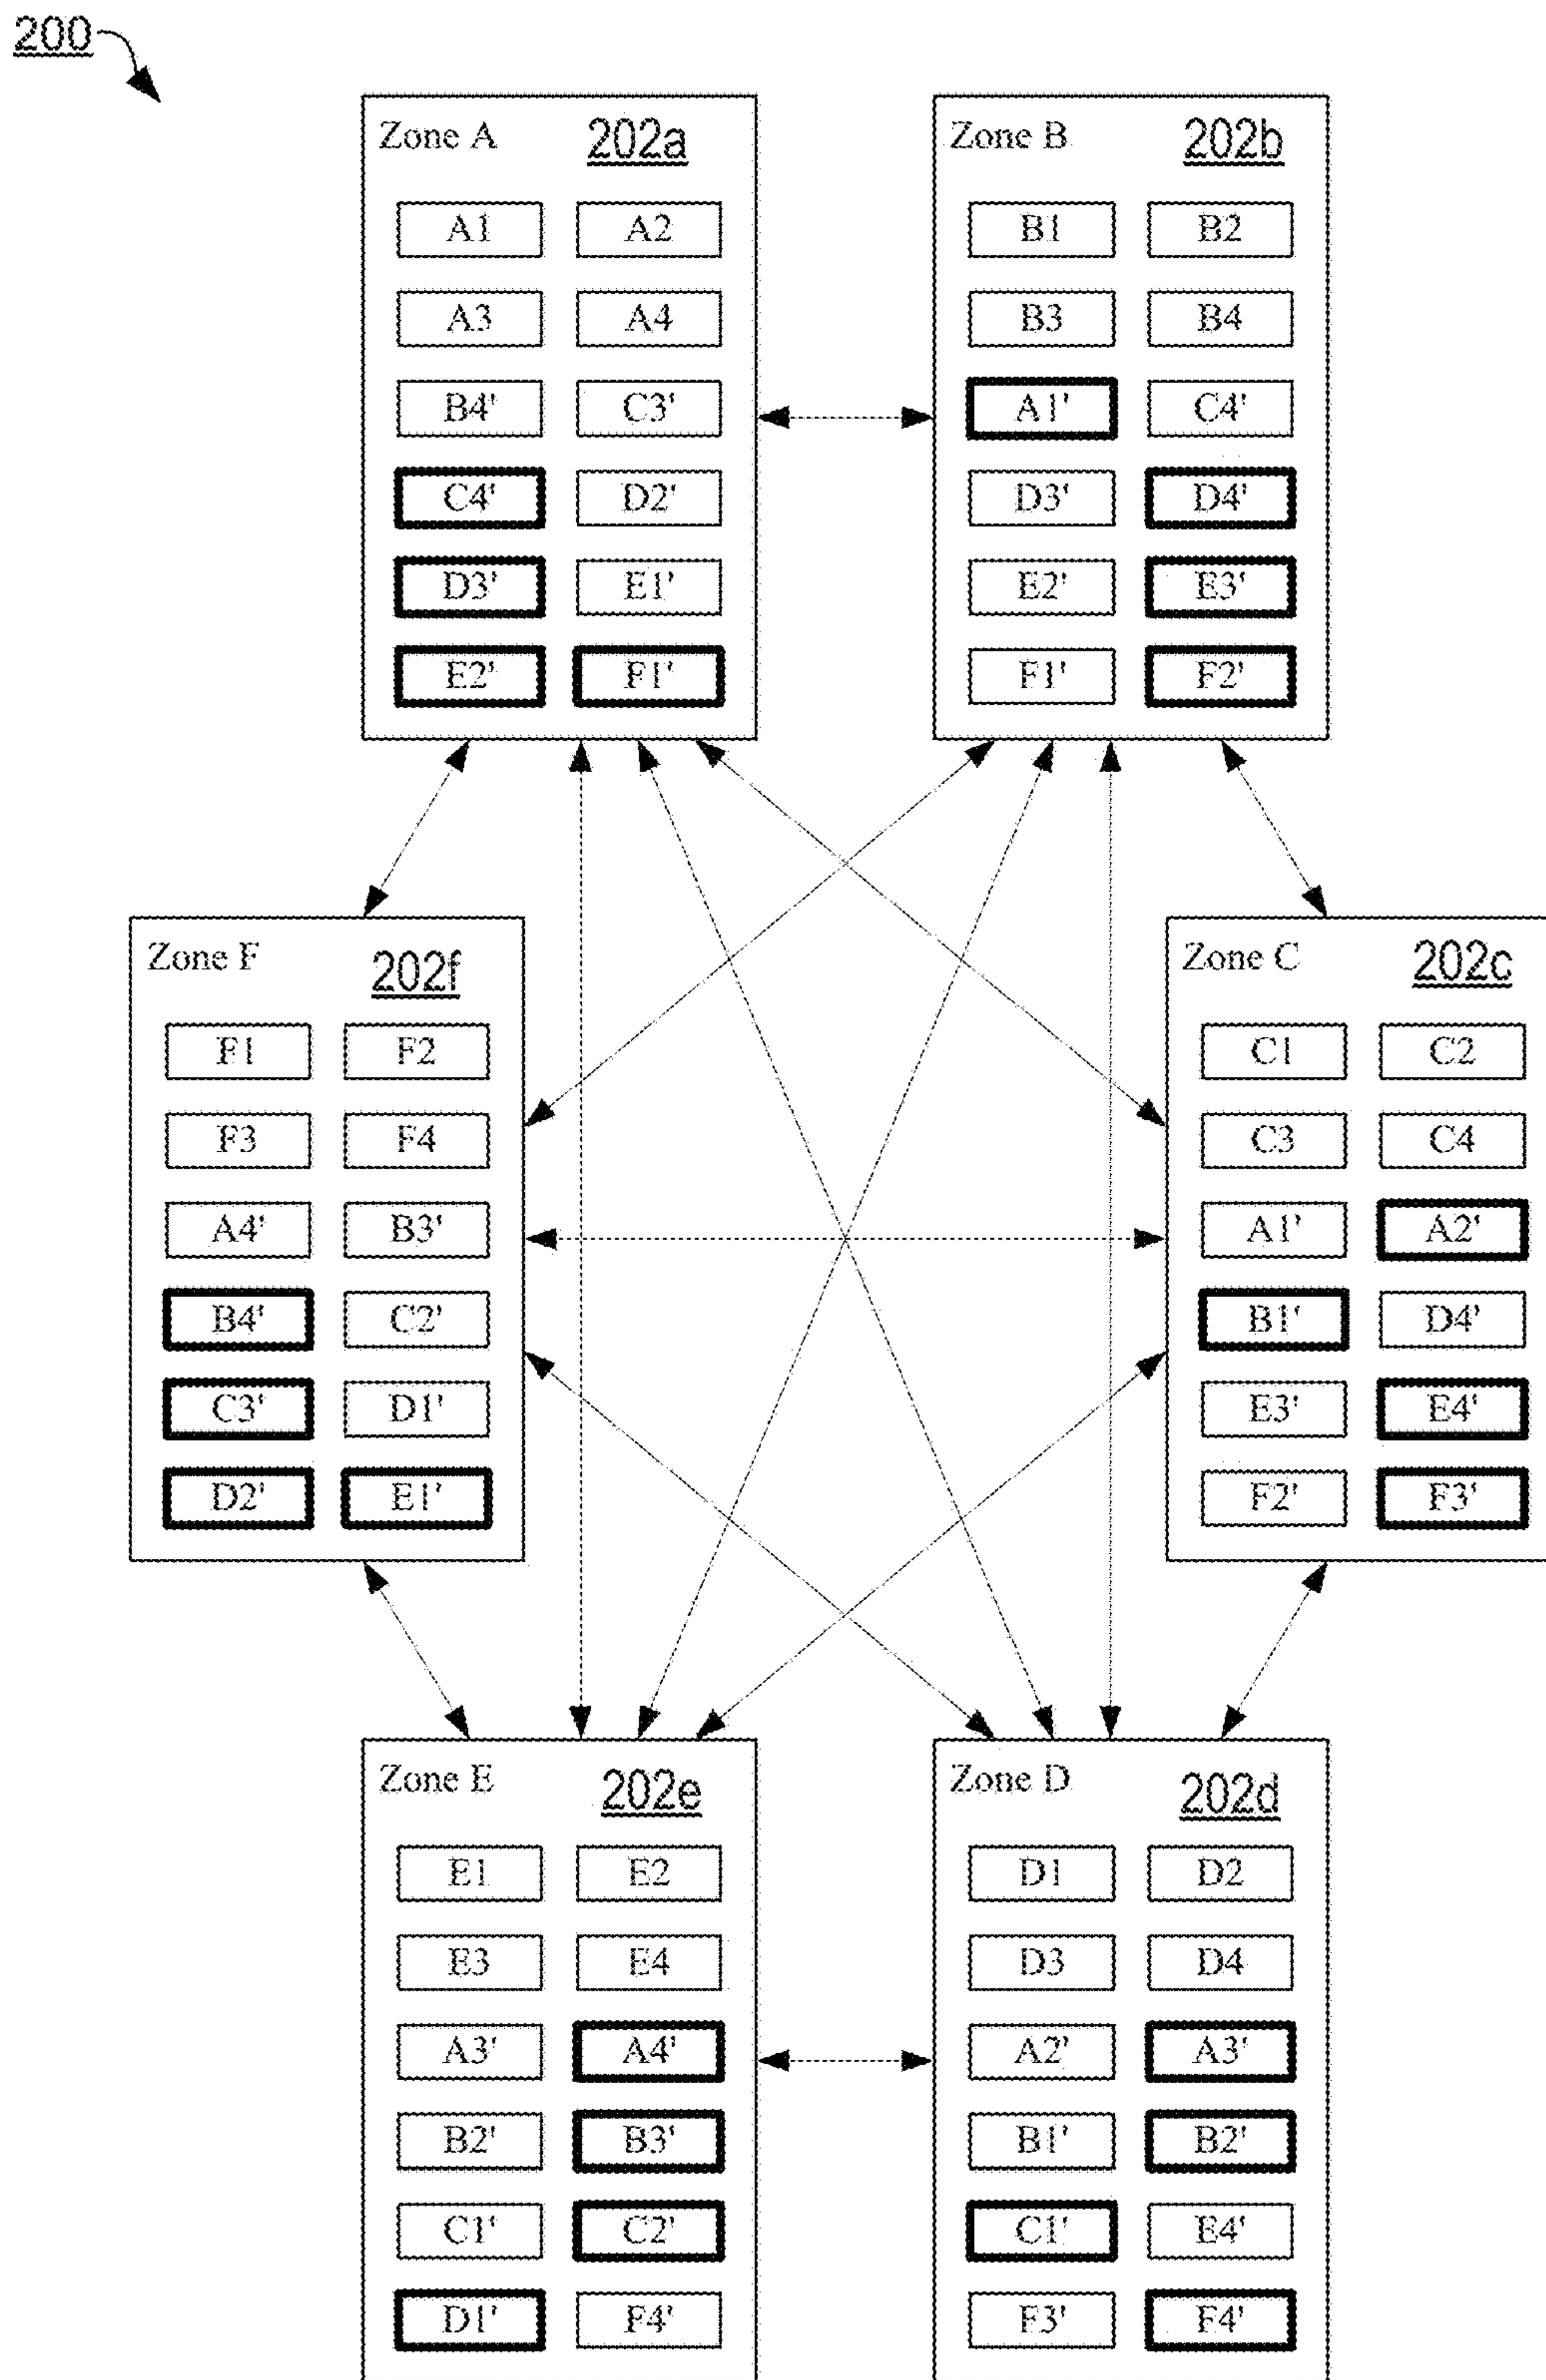 200
Zone A 202a
A1 A2
A3 A4
B4' C3'
C4' D2'
D3' E1'
E2' F1'
Zone B 202b
B1 B2
B3 B4
A1' C4'
D3' D4'
E2' E3'
F1' F2'
Zone F 202f
F1 F2
F3 F4
A4' B3'
B4' C2'
C3' D1'
D2' E1'
Zone C 202c
C1 C2
C3 C4
A1' A2'
B1' D4'
E3' E4'
F2' F3'
Zone E 202e
E1 E2
E3 E4
A3' A4'
B2' B3'
C1' C2'
D1' F4'
Zone D 202d
D1 D2
D3 D4
A2' A3'
B1' B2'
C1' E4'
F3' F4'